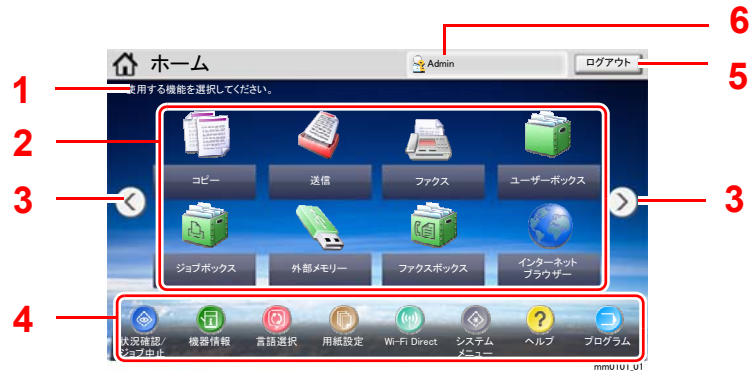 6
ホーム
Admin
ログアウト
5
1
使用する機能を選択してください。
2
コピー
送信
ファクス
ユーザーボックス
3
3
ジョブボックス
外部メモリー
ファクスボックス
インターネット
ブラウザー
4
状況確認/
ジョブ中止
機器情報
言語選択
用紙設定
Wi-Fi Direct
システム
メニュー
?
ヘルプ
プログラム
mm0101_01